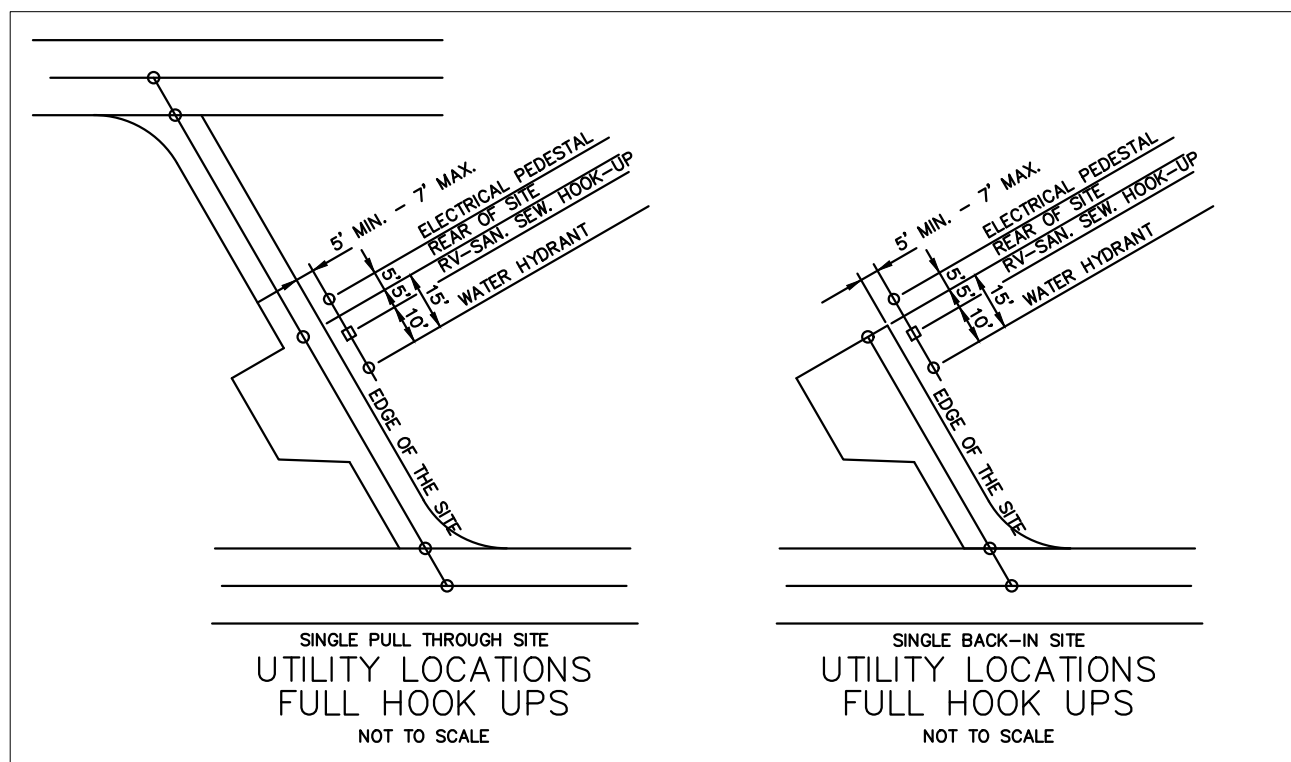 5' MIN. - 7' MAX.
ELECTRICAL PEDESTAL
REAR OF SITE
RV-SAN. SEW. HOOK-UP
WATER HYDRANT
5'
5'
10'
15'
EDGE OF THE SITE
SINGLE PULL THROUGH SITE
UTILITY LOCATIONS
FULL HOOK UPS
NOT TO SCALE
5' MIN. - 7' MAX.
ELECTRICAL PEDESTAL
REAR OF SITE
RV-SAN. SEW. HOOK-UP
WATER HYDRANT
5'
5'
10'
15'
EDGE OF THE SITE
SINGLE BACK-IN SITE
UTILITY LOCATIONS
FULL HOOK UPS
NOT TO SCALE